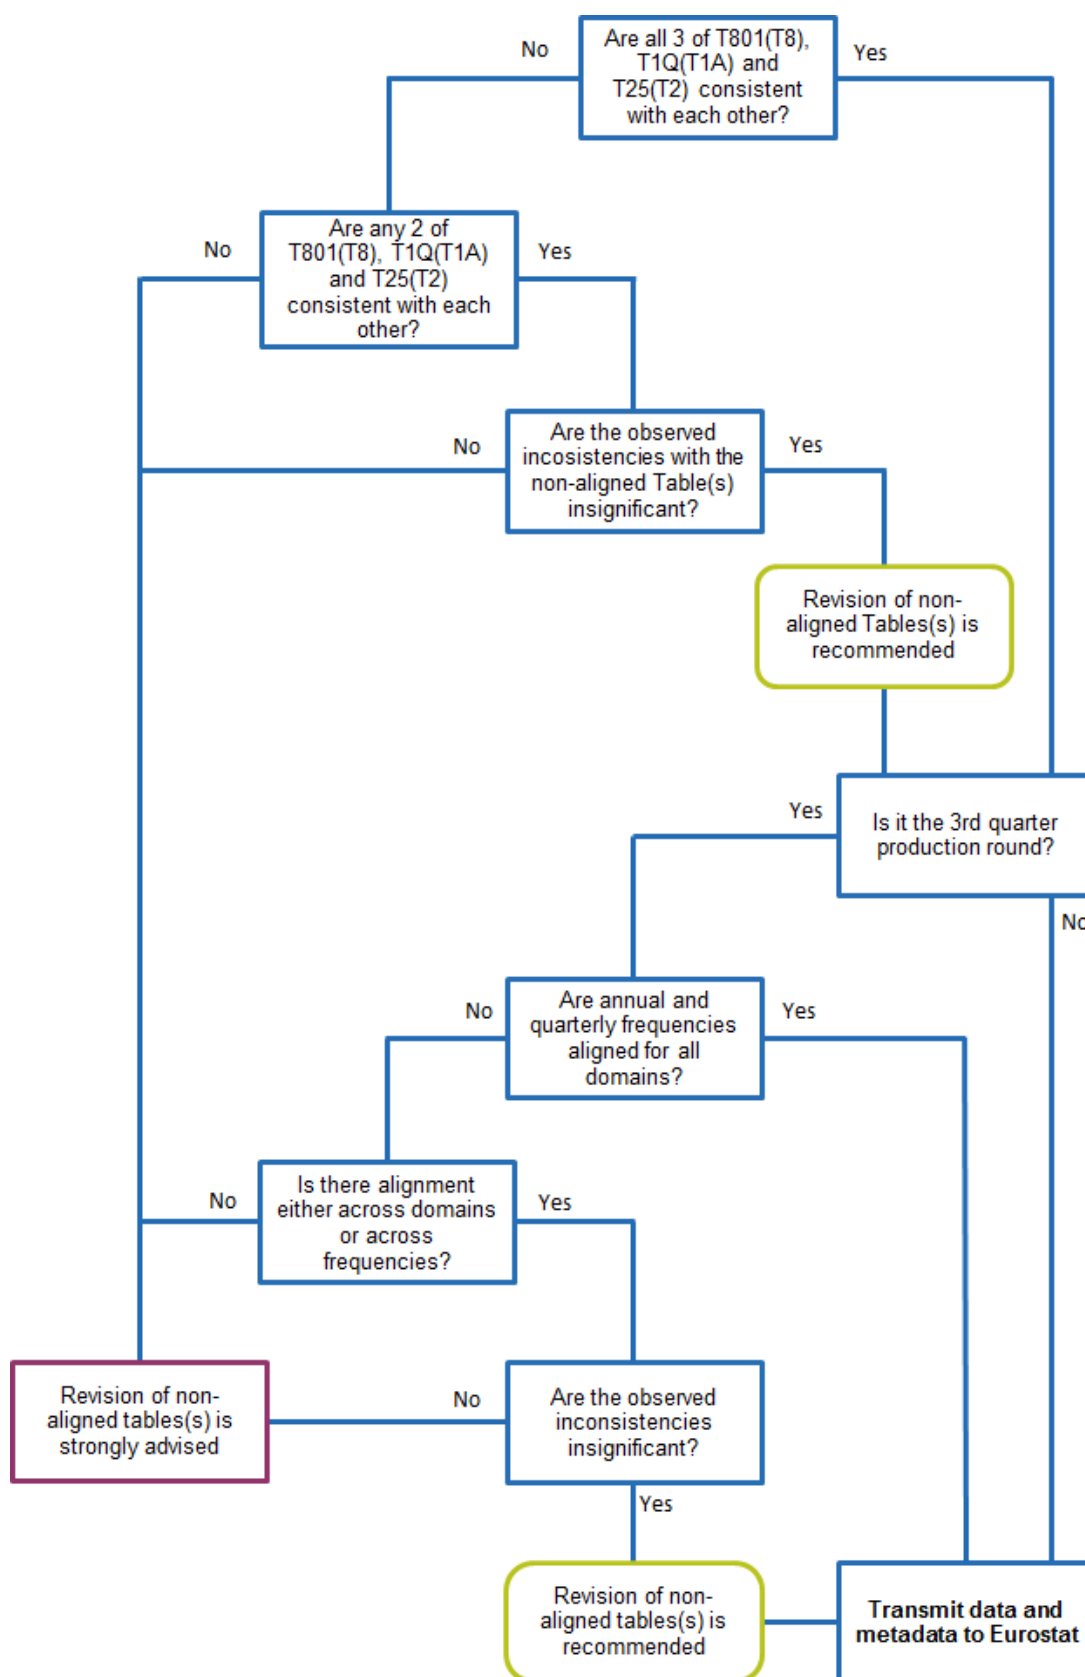 Are all 3 of T801(T8),
T1Q(T1A) and
T25(T2) consistent
with each other?
No
Yes
Are any 2 of
T801(T8), T1Q(T1A)
and T25(T2)
consistent with each
other?
No
Yes
Are the observed
incosistencies with the
non-aligned Table(s)
insignificant?
No
Yes
Revision of non-
aligned Tables(s) is
recommended
Is it the 3rd quarter
production round?
Yes
No
Are annual and
quarterly frequencies
aligned for all
domains?
No
Yes
Is there alignment
either across domains
or across
frequencies?
No
Yes
Revision of non-
aligned tables(s) is
strongly advised
No
Are the observed
inconsistencies
insignificant?
Yes
Revision of non-
aligned tables(s) is
recommended
Transmit data and
metadata to Eurostat